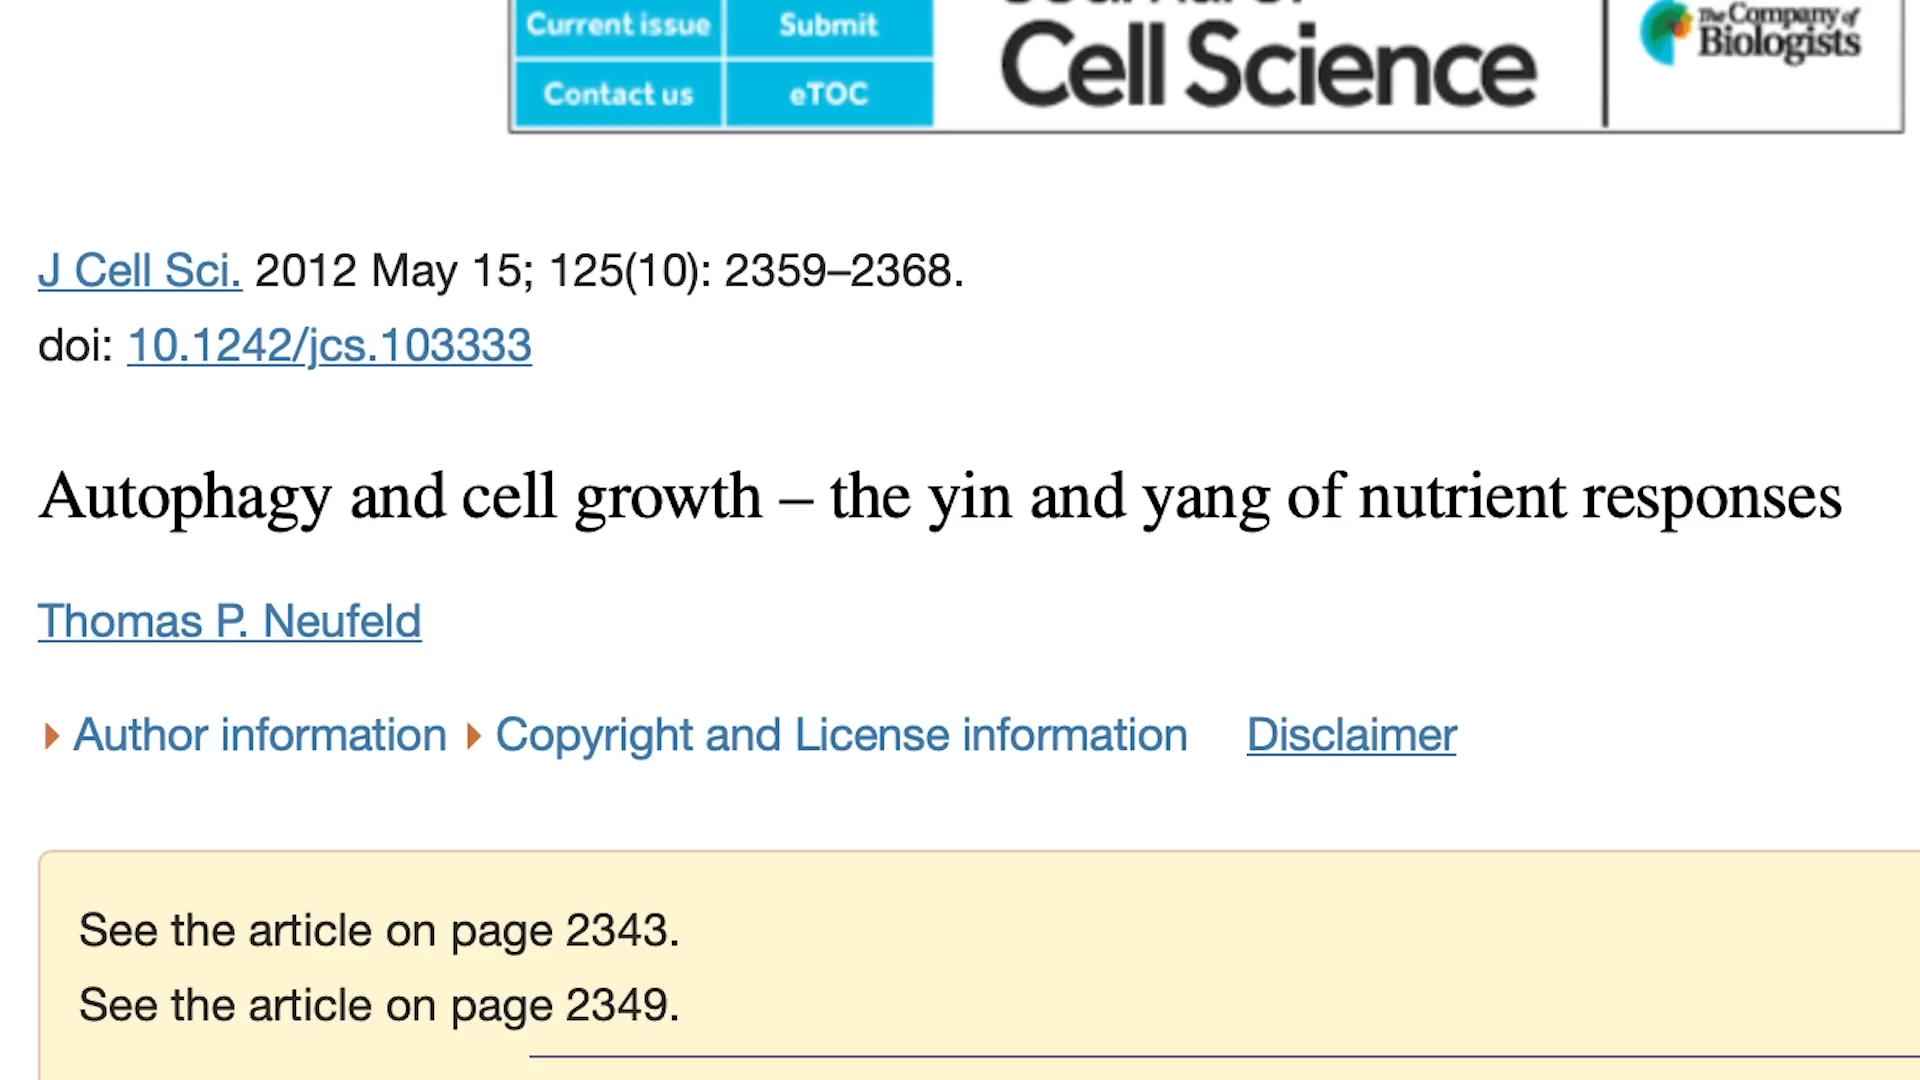 Current issue
Submit
Contact us
eTOC
Journal of
Cell Science
The Company of
Biologists
J Cell Sci. 2012 May 15; 125(10): 2359–2368.
doi: 10.1242/jcs.103333
Autophagy and cell growth – the yin and yang of nutrient responses
Thomas P. Neufeld
Author information
Copyright and License information
Disclaimer
See the article on page 2343.
See the article on page 2349.